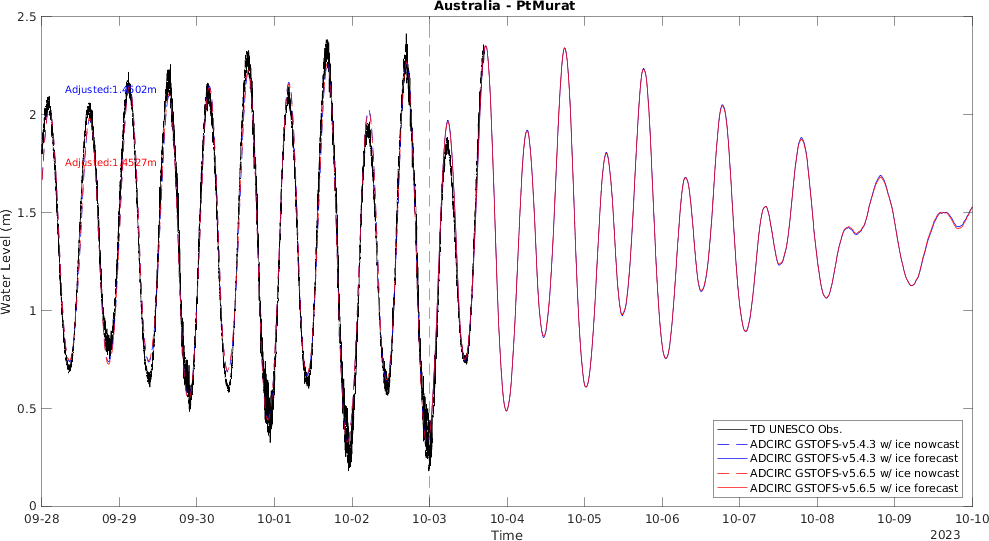 Australia - PtMurat
2.5
2
1.5
1
0.5
0
Water Level (m)
Adjusted:1.4602m
Adjusted:1.4527m
TD UNESCO Obs.
ADCIRC GSTOFS-v5.4.3 w/ ice nowcast
ADCIRC GSTOFS-v5.4.3 w/ ice forecast
ADCIRC GSTOFS-v5.6.5 w/ ice nowcast
ADCIRC GSTOFS-v5.6.5 w/ ice forecast
09-28 09-29 09-30 10-01 10-02 10-03 10-04 10-05 10-06 10-07 10-08 10-09 10-10
Time
2023